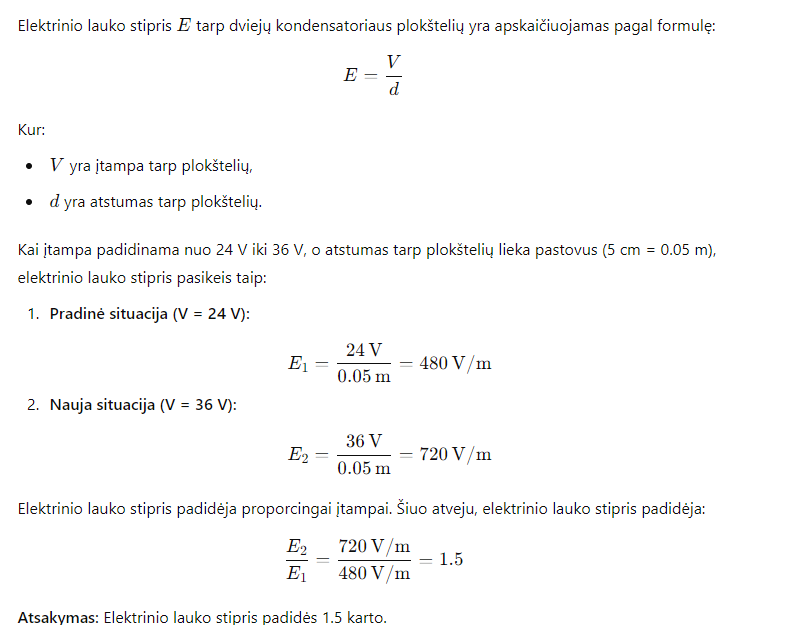 Elektrinio lauko stipris E tarp dviejų kondensatoriaus plokštelių yra apskaičiuojamas pagal formulę:
E = V/d
Kur:
• V yra įtampa tarp plokštelių,
• d yra atstumas tarp plokštelių.
Kai įtampa padidinama nuo 24 V iki 36 V, o atstumas tarp plokštelių lieka pastovus (5 cm = 0.05 m),
elektrinio lauko stipris pasikeis taip:
1. Pradinė situacija (V = 24 V):
E₁ = 24 V/0.05 m = 480 V/m
2. Nauja situacija (V = 36 V):
E₂ = 36 V/0.05 m = 720 V/m
Elektrinio lauko stipris padidėja proporcingai įtampai. Šiuo atveju, elektrinio lauko stipris padidėja:
E₂/E₁ = 720 V/m/480 V/m = 1.5
Atsakymas: Elektrinio lauko stipris padidės 1.5 karto.